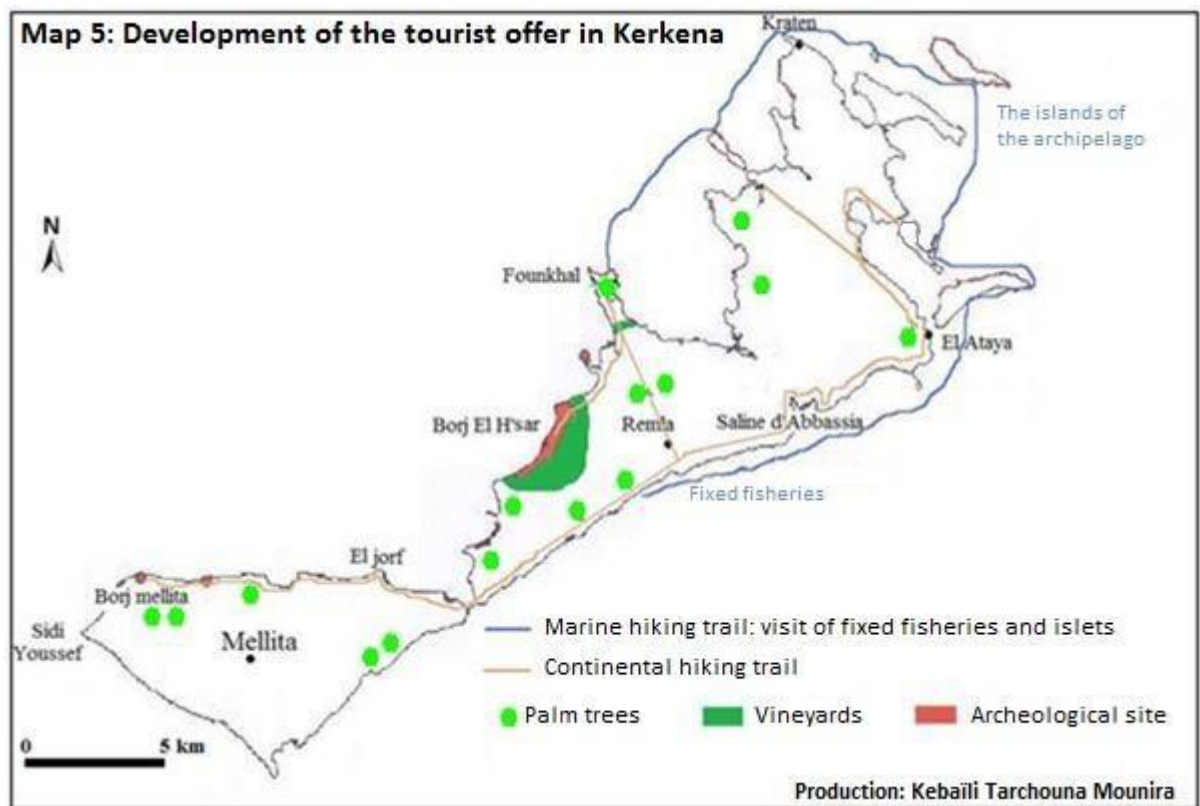 Map 5: Development of the tourist offer in Kerkena
Kraten
The islands of
the archipelago
N
Founkhal
El Ataya
Borj El H'sar
Remla
Saline d'Abbassia
Fixed fisheries
El jorf
Borj mellita
Sidi
Youssef
Mellita
Marine hiking trail: visit of fixed fisheries and islets
Continental hiking trail
Palm trees
Vineyards
Archeological site
0 5 km
Production: Kebaïli Tarchouna Mounira